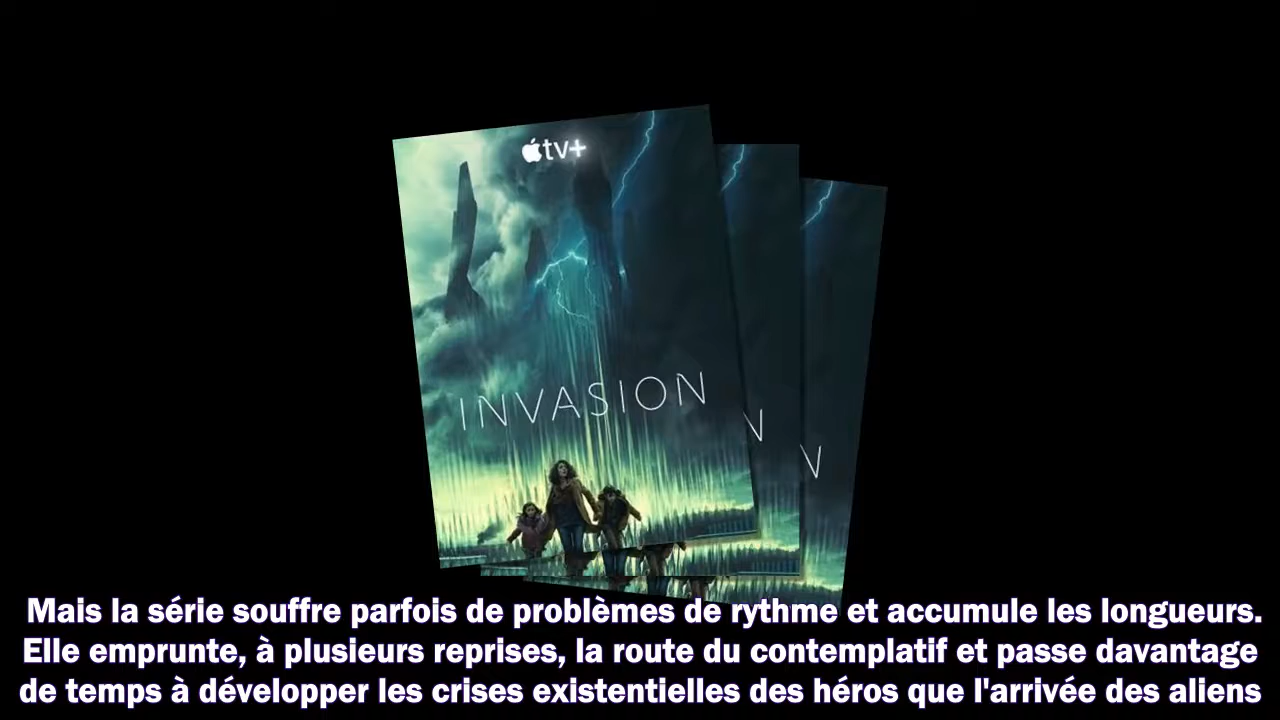 tv+
INVASION
N
N
Mais la série souffre parfois de problèmes de rythme et accumule les longueurs.
Elle emprunte, à plusieurs reprises, la route du contemplatif et passe davantage
de temps à développer les crises existentielles des héros que l'arrivée des aliens